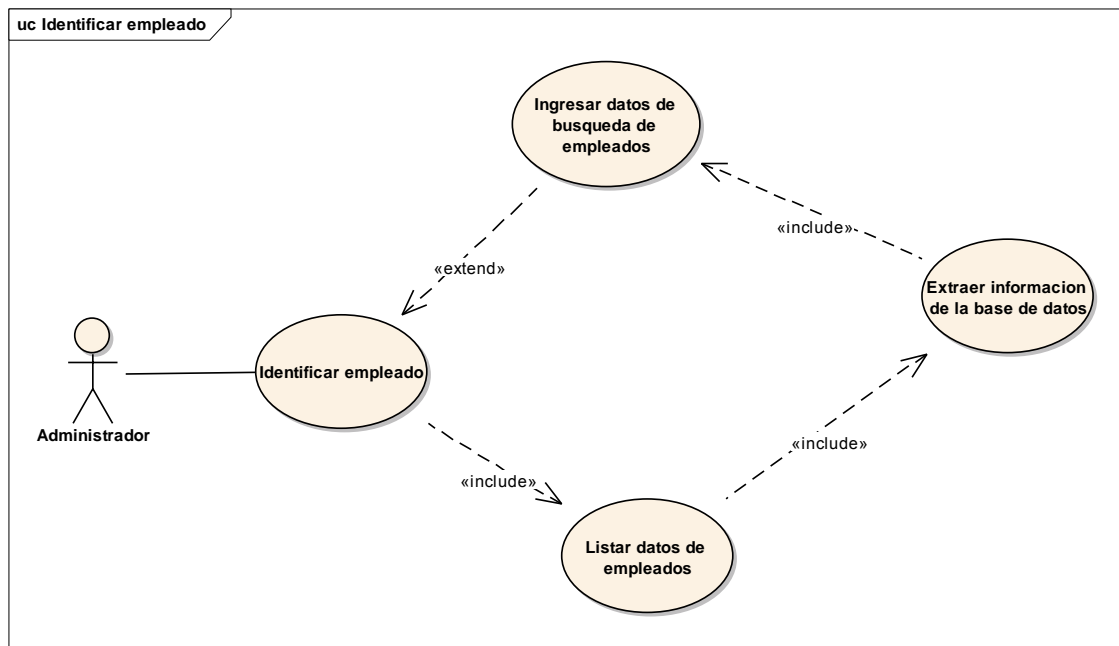 uc Identificar empleado
Ingresar datos de
busqueda de
empleados
«include»
Extraer informacion
de la base de datos
«extend»
Identificar empleado
Administrador
«include»
«include»
Listar datos de
empleados